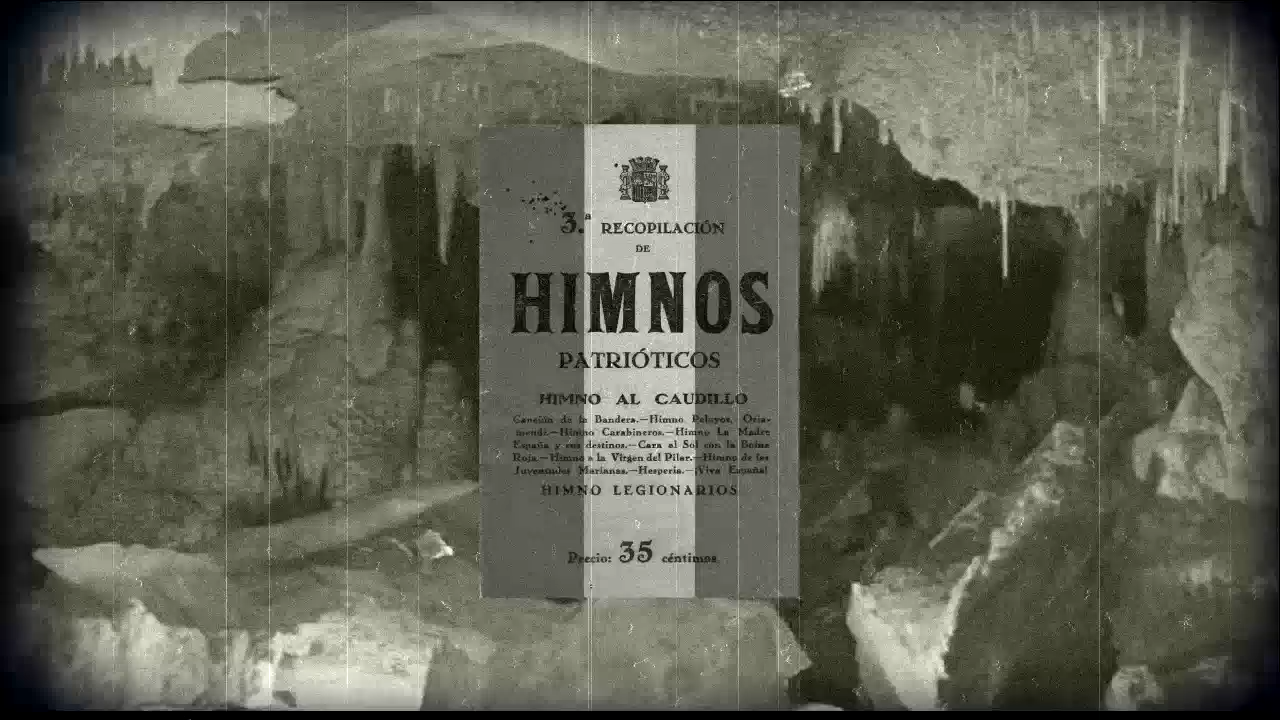 3.ª RECOPILACIÓN
DE
HIMNOS
PATRIÓTICOS
HIMNO AL CAUDILLO
Canción de la Bandera.—Himno Pelayos, Oria-
mendi.—Himno Carabineros.—Himno La Madre
España y sus destinos.—Cara al Sol con la Boina
Roja.—Himno a la Virgen del Pilar.—Himno de las
Juventudes Marianas.—Hesperia.—¡Viva España!
HIMNO LEGIONARIOS
Precio: 35 céntimos